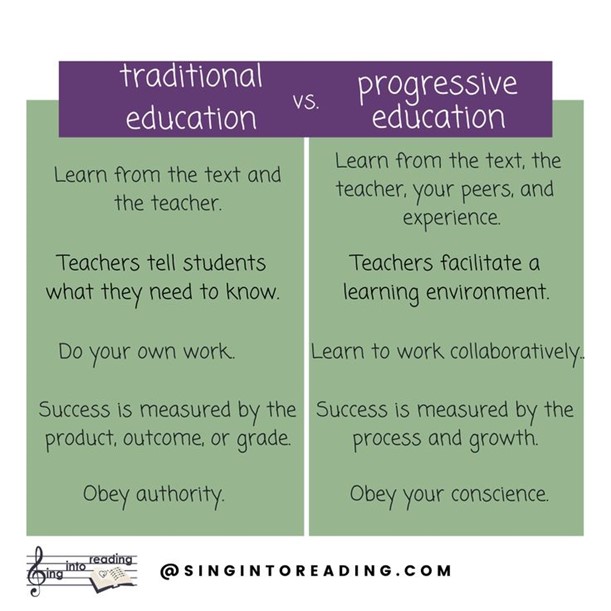 traditional
education
vs.
progressive
education
Learn from the text and
the teacher.
Learn from the text, the
teacher, your peers, and
experience.
Teachers tell students
what they need to know.
Teachers facilitate a
learning environment.
Do your own work.
Learn to work collaboratively..
Success is measured by the
product, outcome, or grade.
Success is measured by the
process and growth.
Obey authority.
Obey your conscience.
Sing into reading
@SINGINTOREADING.COM